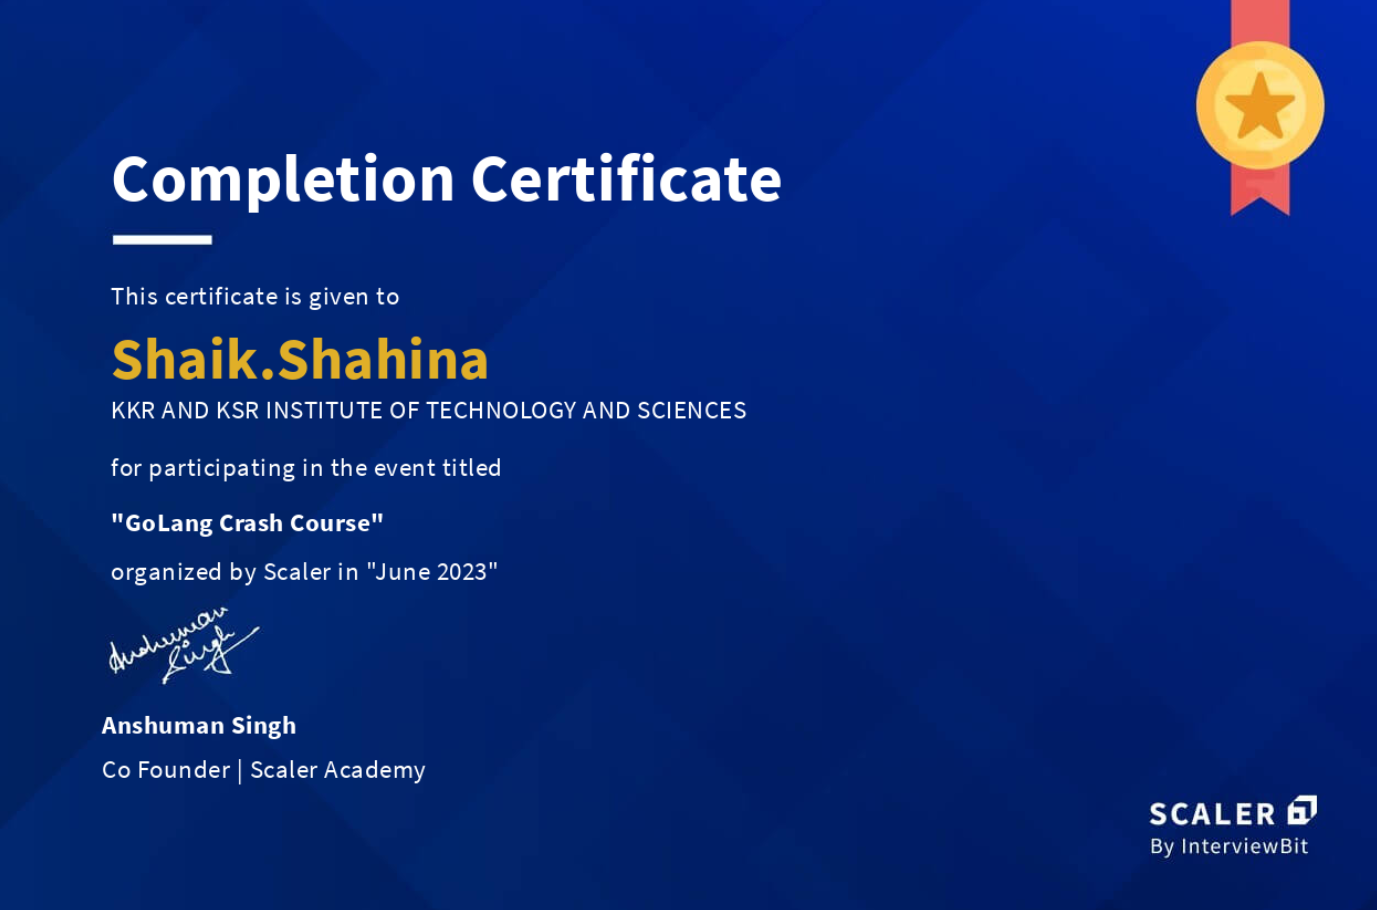 Completion Certificate
This certificate is given to
Shaik.Shahina
KKR AND KSR INSTITUTE OF TECHNOLOGY AND SCIENCES
for participating in the event titled
"GoLang Crash Course"
organized by Scaler in "June 2023"
Anshuman
Singh
Anshuman Singh
Co Founder | Scaler Academy
SCALER
By InterviewBit